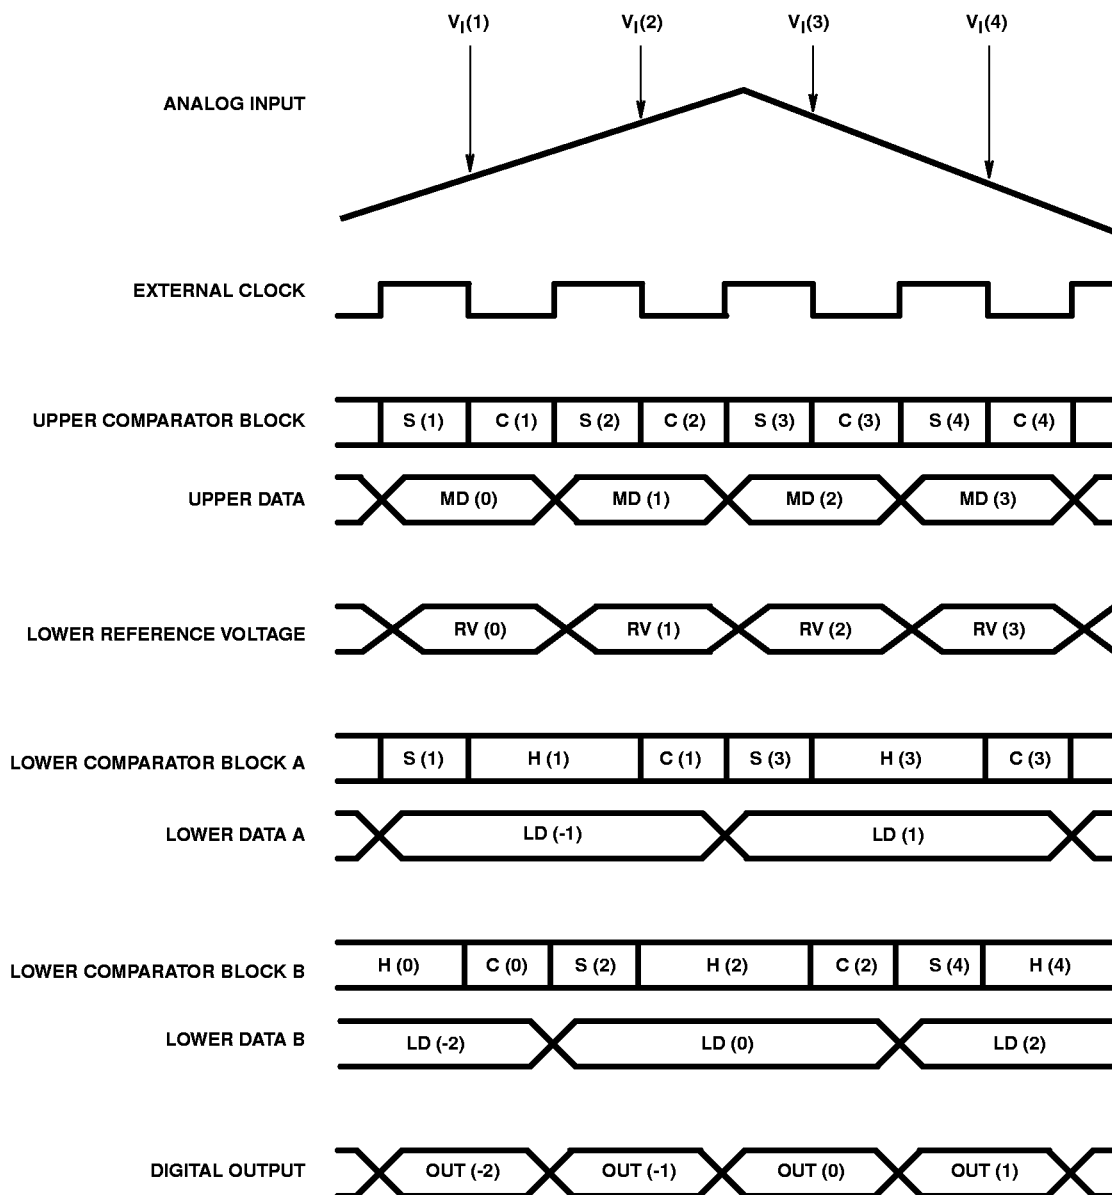 V_I(1) V_I(2) V_I(3) V_I(4)
ANALOG INPUT
EXTERNAL CLOCK
UPPER COMPARATOR BLOCK S (1) C (1) S (2) C (2) S (3) C (3) S (4) C (4)
UPPER DATA MD (0) MD (1) MD (2) MD (3)
LOWER REFERENCE VOLTAGE RV (0) RV (1) RV (2) RV (3)
LOWER COMPARATOR BLOCK A S (1) H (1) C (1) S (3) H (3) C (3)
LOWER DATA A LD (-1) LD (1)
LOWER COMPARATOR BLOCK B H (0) C (0) S (2) H (2) C (2) S (4) H (4)
LOWER DATA B LD (-2) LD (0) LD (2)
DIGITAL OUTPUT OUT (-2) OUT (-1) OUT (0) OUT (1)